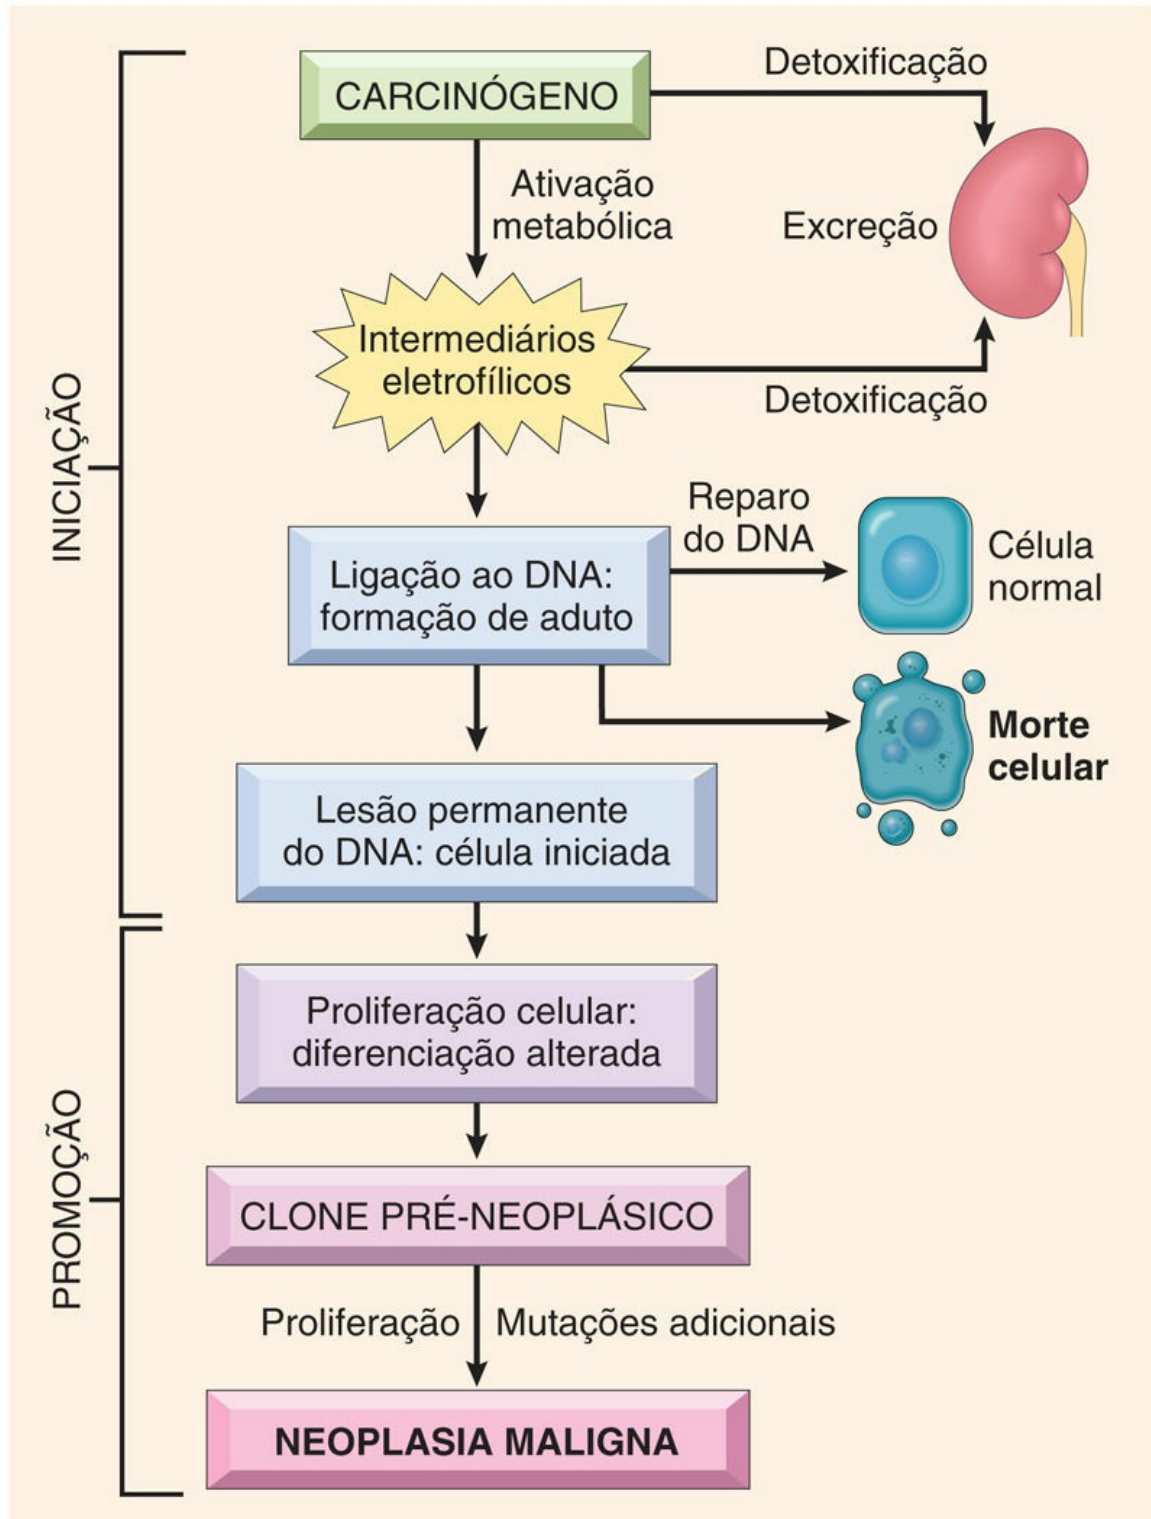 CARCINÓGENO
Detoxificação
Ativação
metabólica
Excreção
Intermediários
eletrofílicos
Detoxificação
INICIAÇÃO
Ligação ao DNA:
formação de aduto
Reparo
do DNA
Célula
normal
Morte
celular
Lesão permanente
do DNA: célula iniciada
Proliferação celular:
diferenciação alterada
PROMOÇÃO
CLONE PRÉ-NEOPLÁSICO
Proliferação
Mutações adicionais
NEOPLASIA MALIGNA